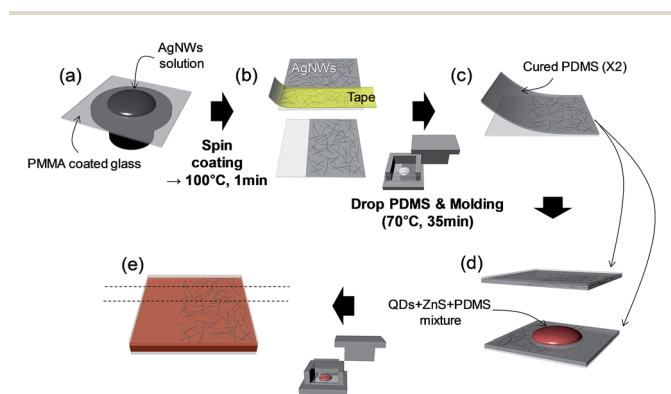 (a)
AgNWs
solution
PMMA coated glass
Spin
coating
→ 100°C, 1min
(b)
AgNWs
Tape
Drop PDMS & Molding
(70°C, 35min)
(c)
Cured PDMS (X2)
(d)
QDs+ZnS+PDMS
mixture
(e)